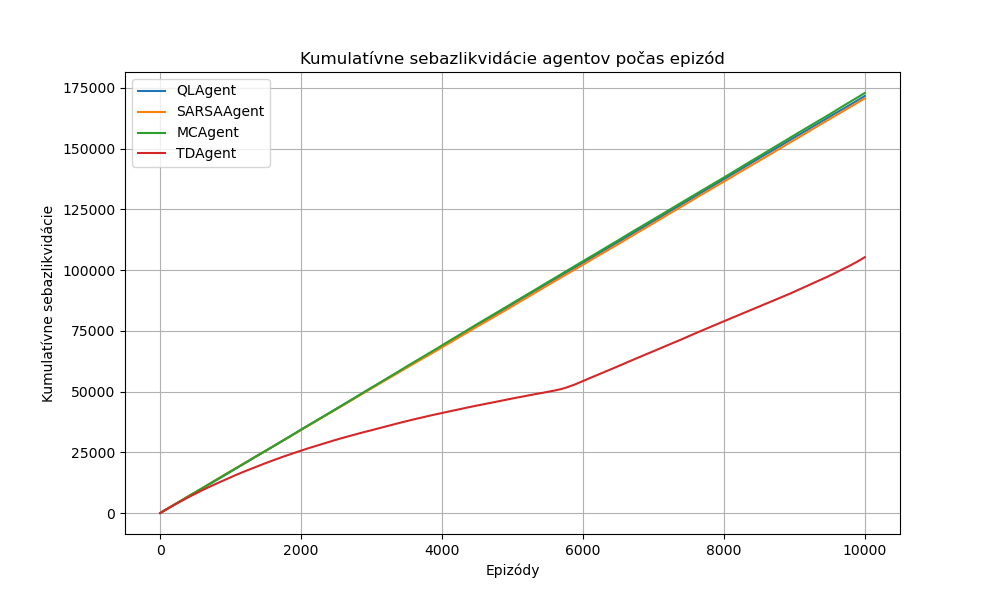 Kumulatívne sebazlikvidácie agentov počas epizód
QLAgent
SARSAAgent
MCAgent
TDAgent
175000
150000
125000
100000
75000
50000
25000
0
Kumulatívne sebazlikvidácie
0 2000 4000 6000 8000 10000
Epizódy